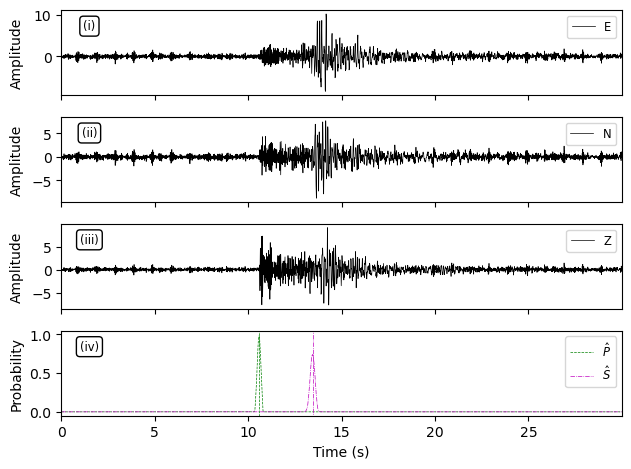 Amplitude
10
0
(i)
E
Amplitude
5
0
−5
(ii)
N
Amplitude
5
0
−5
(iii)
Z
Probability
1.0
0.5
0.0
(iv)
P̂
Ŝ
0 5 10 15 20 25
Time (s)